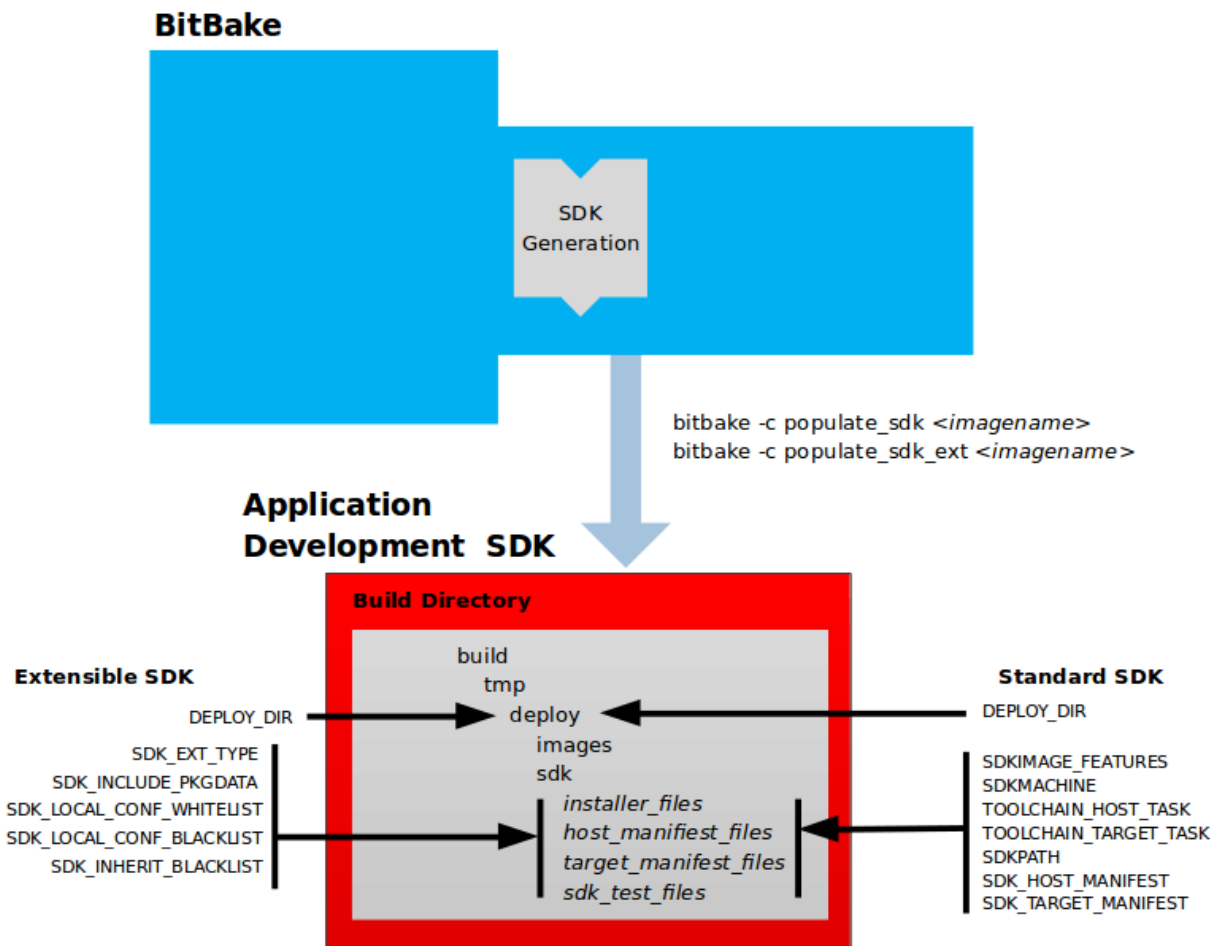 BitBake
SDK
Generation
bitbake -c populate_sdk <imagename>
bitbake -c populate_sdk_ext <imagename>
Application
Development SDK
Build Directory
build
tmp
deploy
images
sdk
installer_files
host_manifiest_files
target_manifest_files
sdk_test_files
Extensible SDK
DEPLOY_DIR
SDK_EXT_TYPE
SDK_INCLUDE_PKGDATA
SDK_LOCAL_CONF_WHITELIST
SDK_LOCAL_CONF_BLACKLIST
SDK_INHERIT_BLACKLIST
Standard SDK
DEPLOY_DIR
SDKIMAGE_FEATURES
SDKMACHINE
TOOLCHAIN_HOST_TASK
TOOLCHAIN_TARGET_TASK
SDKPATH
SDK_HOST_MANIFEST
SDK_TARGET_MANIFEST